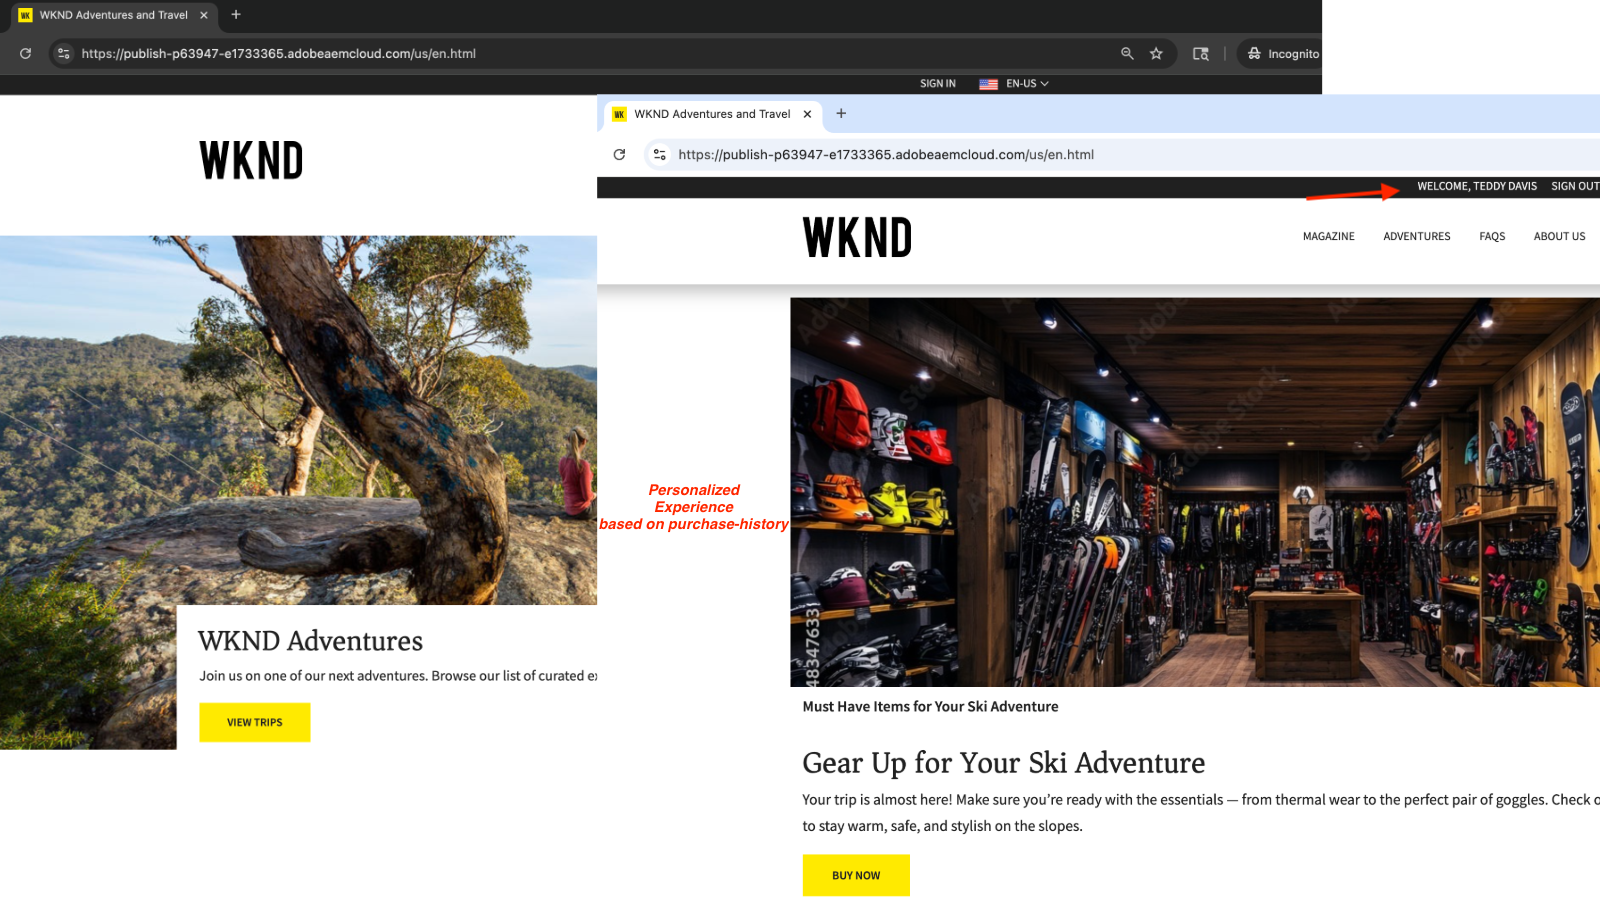 WK WKND Adventures and Travel
https://publish-p63947-e1733365.adobeaemcloud.com/us/en.html
Incognito
SIGN IN EN-US
WKND
WKND Adventures
Join us on one of our next adventures. Browse our list of curated
VIEW TRIPS
Personalized
Experience
based on purchase-history
WK WKND Adventures and Travel
https://publish-p63947-e1733365.adobeaemcloud.com/us/en.html
WELCOME, TEDDY DAVIS SIGN OUT
WKND
MAGAZINE ADVENTURES FAQS ABOUT US
Adobe Stock
Must Have Items for Your Ski Adventure
Gear Up for Your Ski Adventure
Your trip is almost here! Make sure you’re ready with the essentials — from thermal wear to the perfect pair of goggles. Check
to stay warm, safe, and stylish on the slopes.
BUY NOW